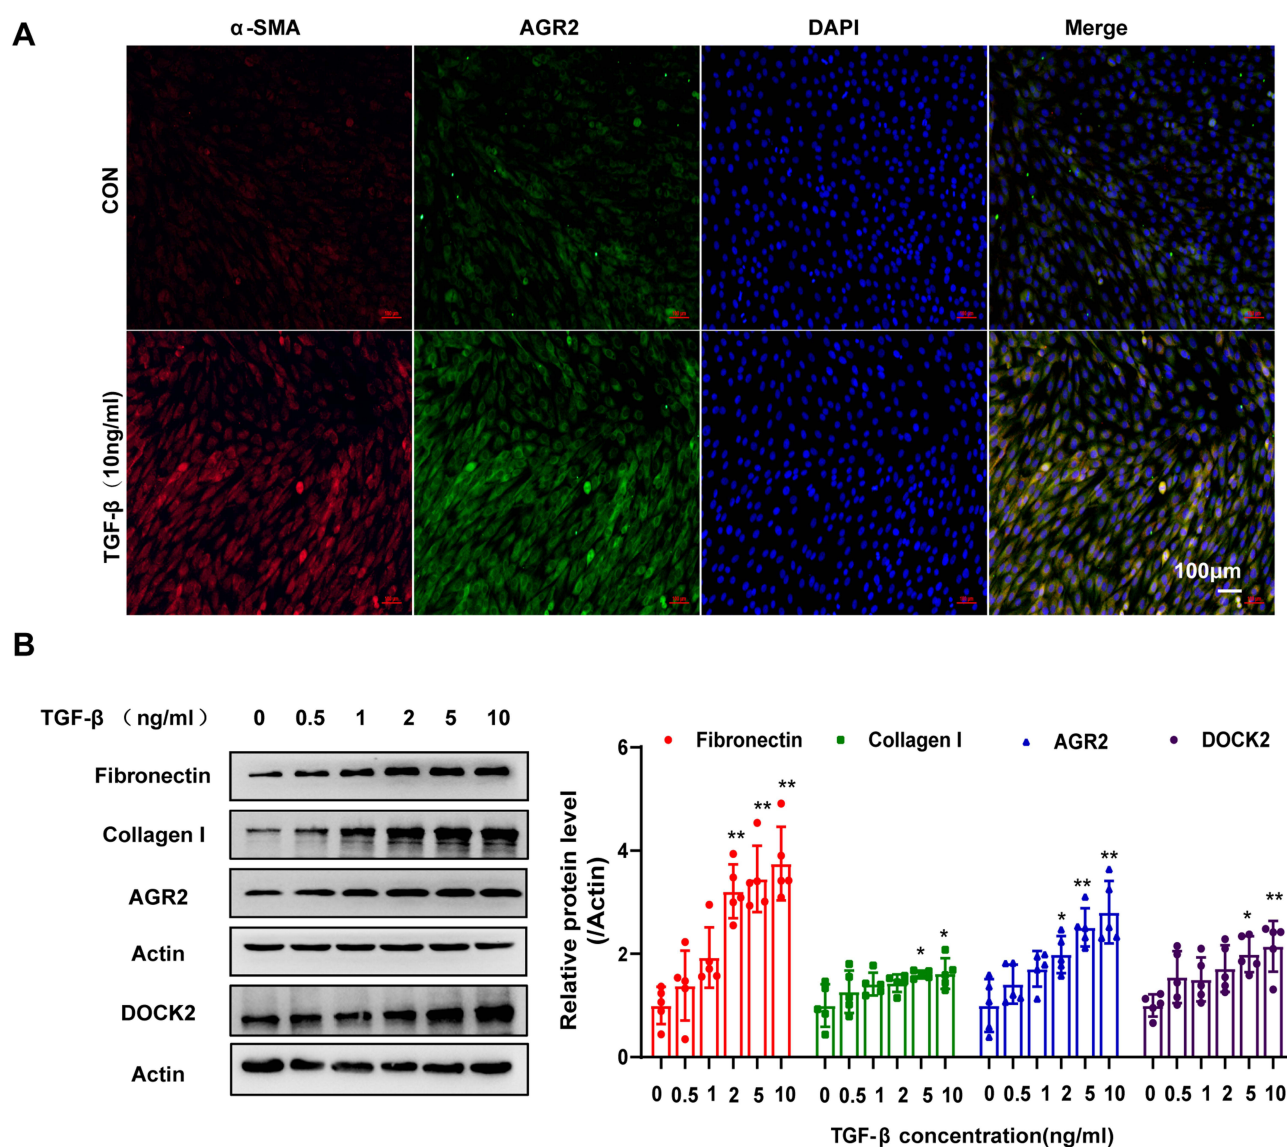 A
α-SMA AGR2 DAPI Merge
CON
TGF-β（10ng/ml）
100μm
B
TGF-β （ng/ml） 0 0.5 1 2 5 10
Fibronectin
Collagen I
AGR2
Actin
DOCK2
Actin
Fibronectin Collagen I AGR2 DOCK2
Relative protein level
(/Actin)
6
4
2
0
** ** ** * * * ** ** * **
0 0.5 1 2 5 10 0 0.5 1 2 5 10 0 0.5 1 2 5 10 0 0.5 1 2 5 10
TGF-β concentration(ng/ml)